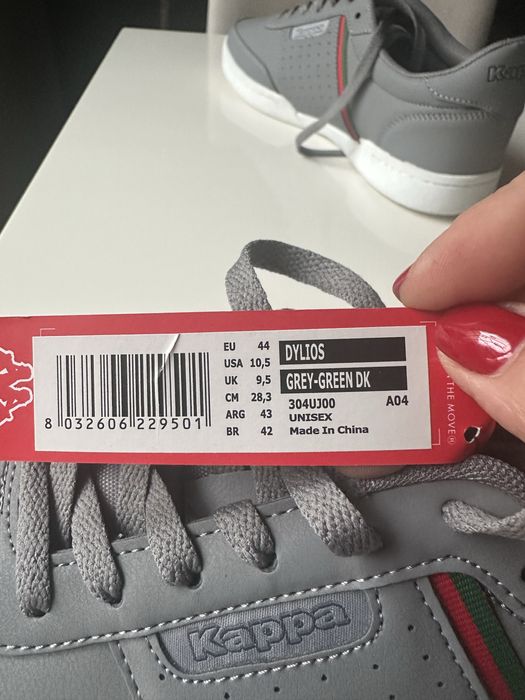 Kappa
Kappa
EU 44
USA 10,5
UK 9,5
CM 28,3
ARG 43
BR 42
DYLIOS
GREY-GREEN DK
304UJ00 A04
UNISEX
Made In China
8 032606 229501
THE MOVE®
Kappa